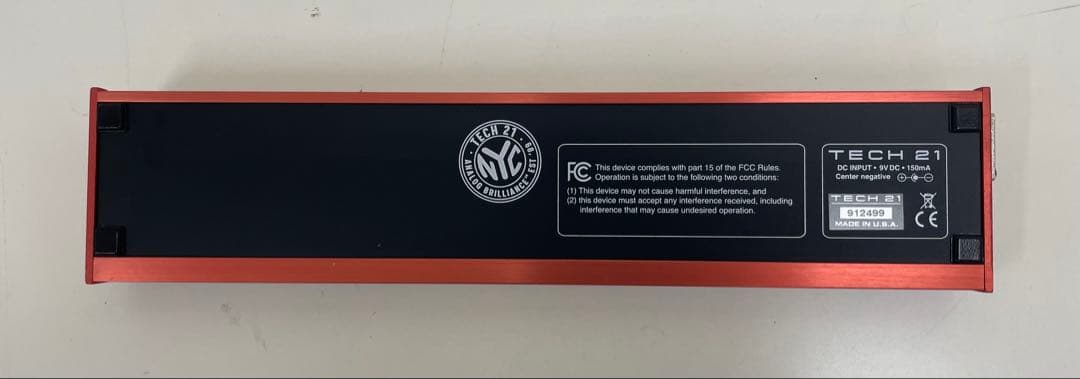 TECH 21
NYC
ANALOG BRILLIANCE™ EST 89
FC This device complies with part 15 of the FCC Rules.
Operation is subject to the following two conditions:
(1) This device may not cause harmful interference, and
(2) this device must accept any interference received, including
interference that may cause undesired operation.
TECH 21
DC INPUT • 9V DC • 150mA
Center negative
TECH 21
912499
MADE IN U.S.A.
CE